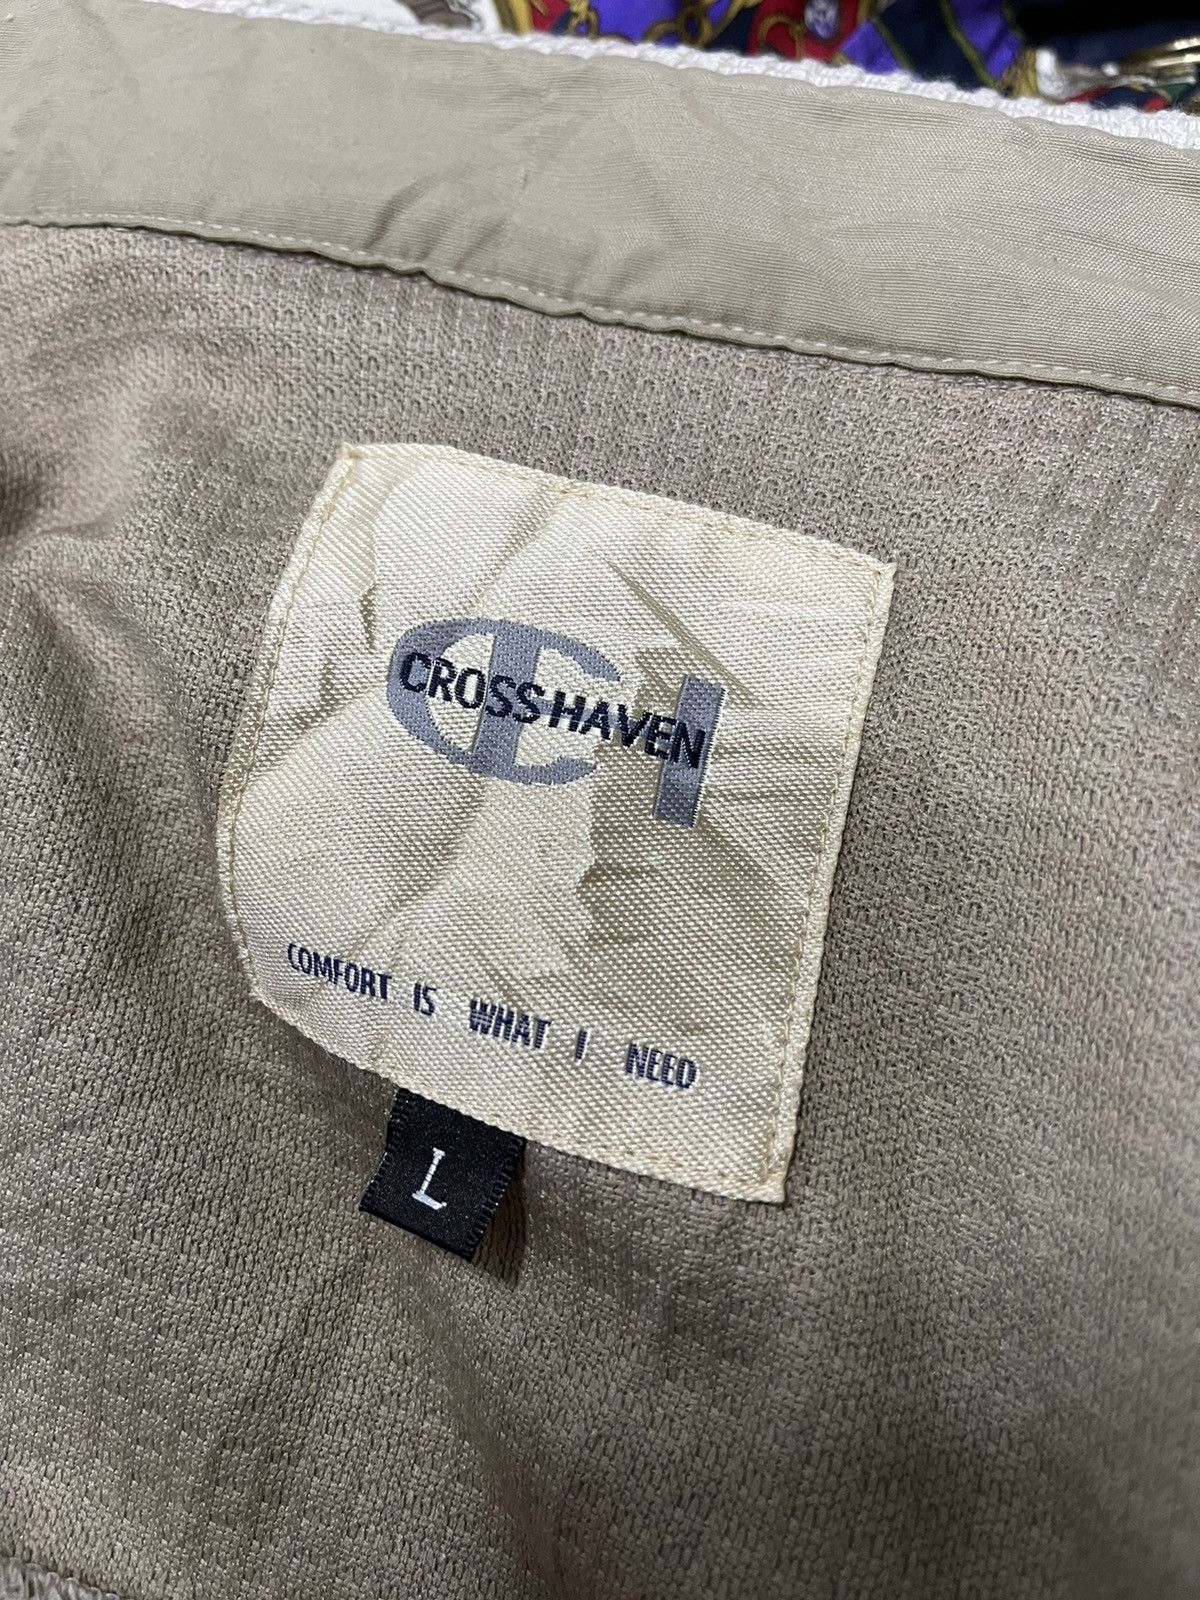 CROSS HAVEN
COMFORT IS WHAT I NEED
L